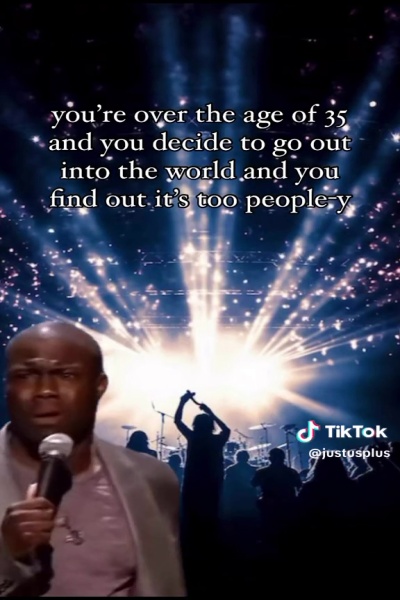 you're over the age of 35
and you decide to go out
into the world and you
find out it's too people-y
TikTok
@justusplus